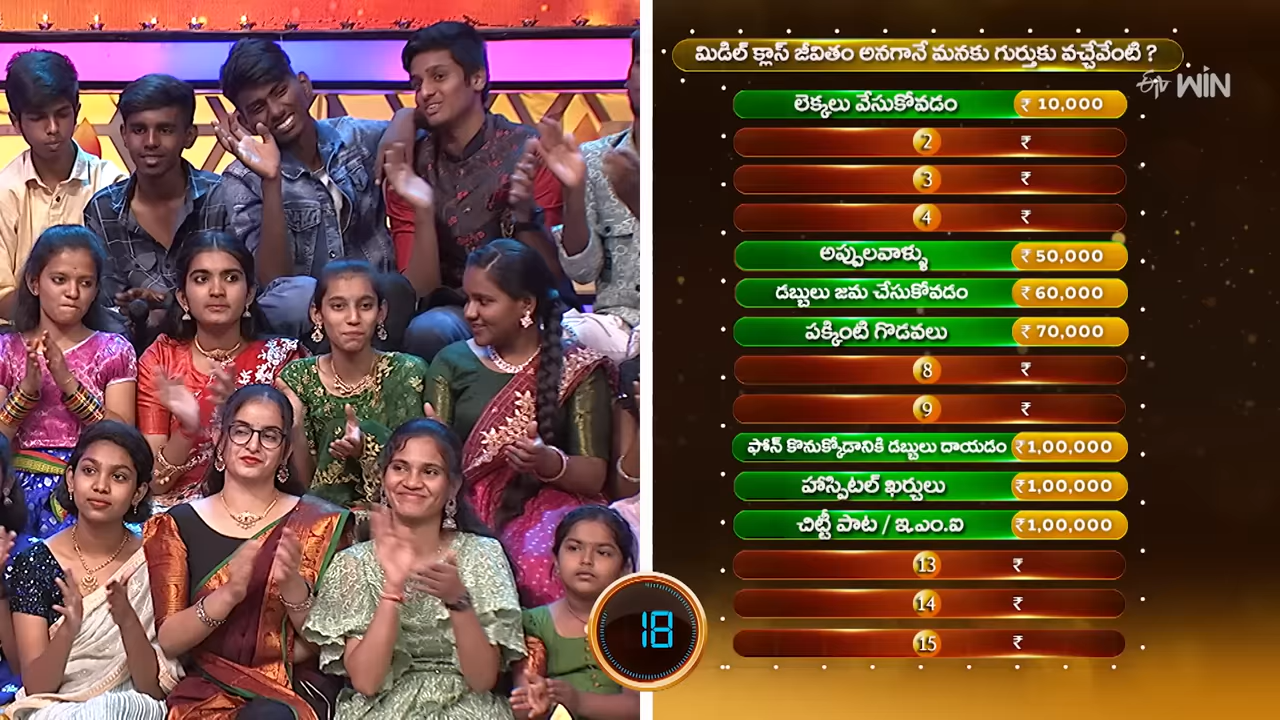 మిడిల్ క్లాస్ జీవితం అనగానే మనకు గుర్తుకు వచ్చేవేంటి ?
ఈటీవీ WIN
లెక్కలు వేసుకోవడం ₹ 10,000
2 ₹
3 ₹
4 ₹
అప్పులవాళ్ళు ₹ 50,000
డబ్బులు జమ చేసుకోవడం ₹ 60,000
పక్కింటి గొడవలు ₹ 70,000
8 ₹
9 ₹
ఫోన్ కొనుక్కోడానికి డబ్బులు దాయడం ₹1,00,000
హాస్పిటల్ ఖర్చులు ₹1,00,000
చిట్టీ పాట / ఇ.ఎం.ఐ ₹1,00,000
13 ₹
14 ₹
15 ₹
18